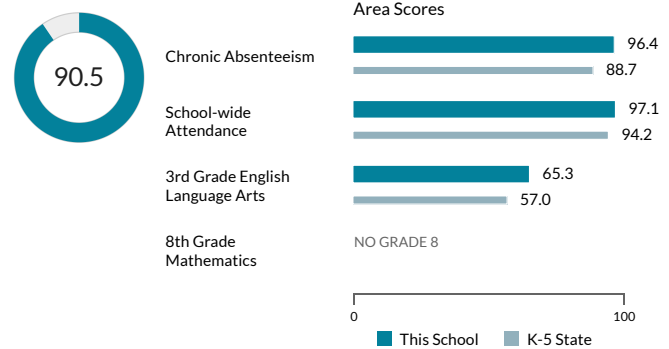 Area Scores
90.5
Chronic Absenteeism
96.4
88.7
School-wide
Attendance
97.1
94.2
3rd Grade English
Language Arts
65.3
57.0
8th Grade
Mathematics
NO GRADE 8
0 100
This School K-5 State